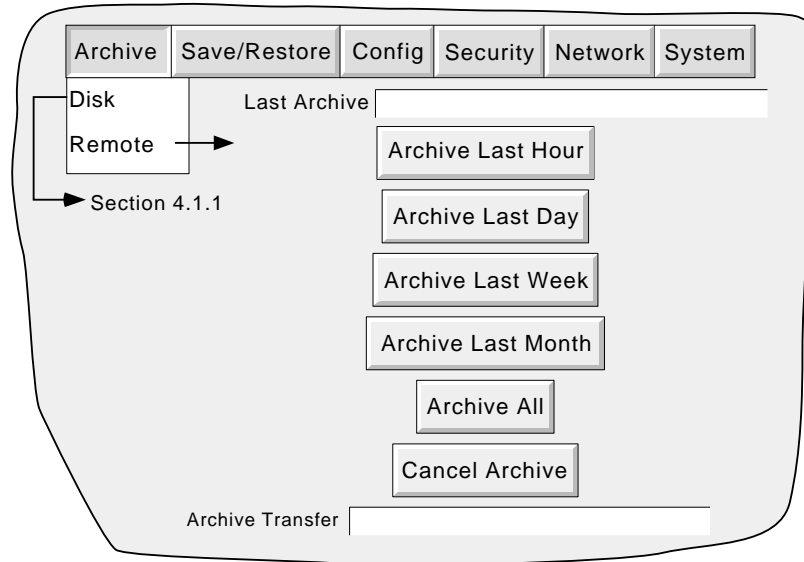 Archive Save/Restore Config Security Network System
Disk
Last Archive
Remote
Archive Last Hour
Section 4.1.1
Archive Last Day
Archive Last Week
Archive Last Month
Archive All
Cancel Archive
Archive Transfer